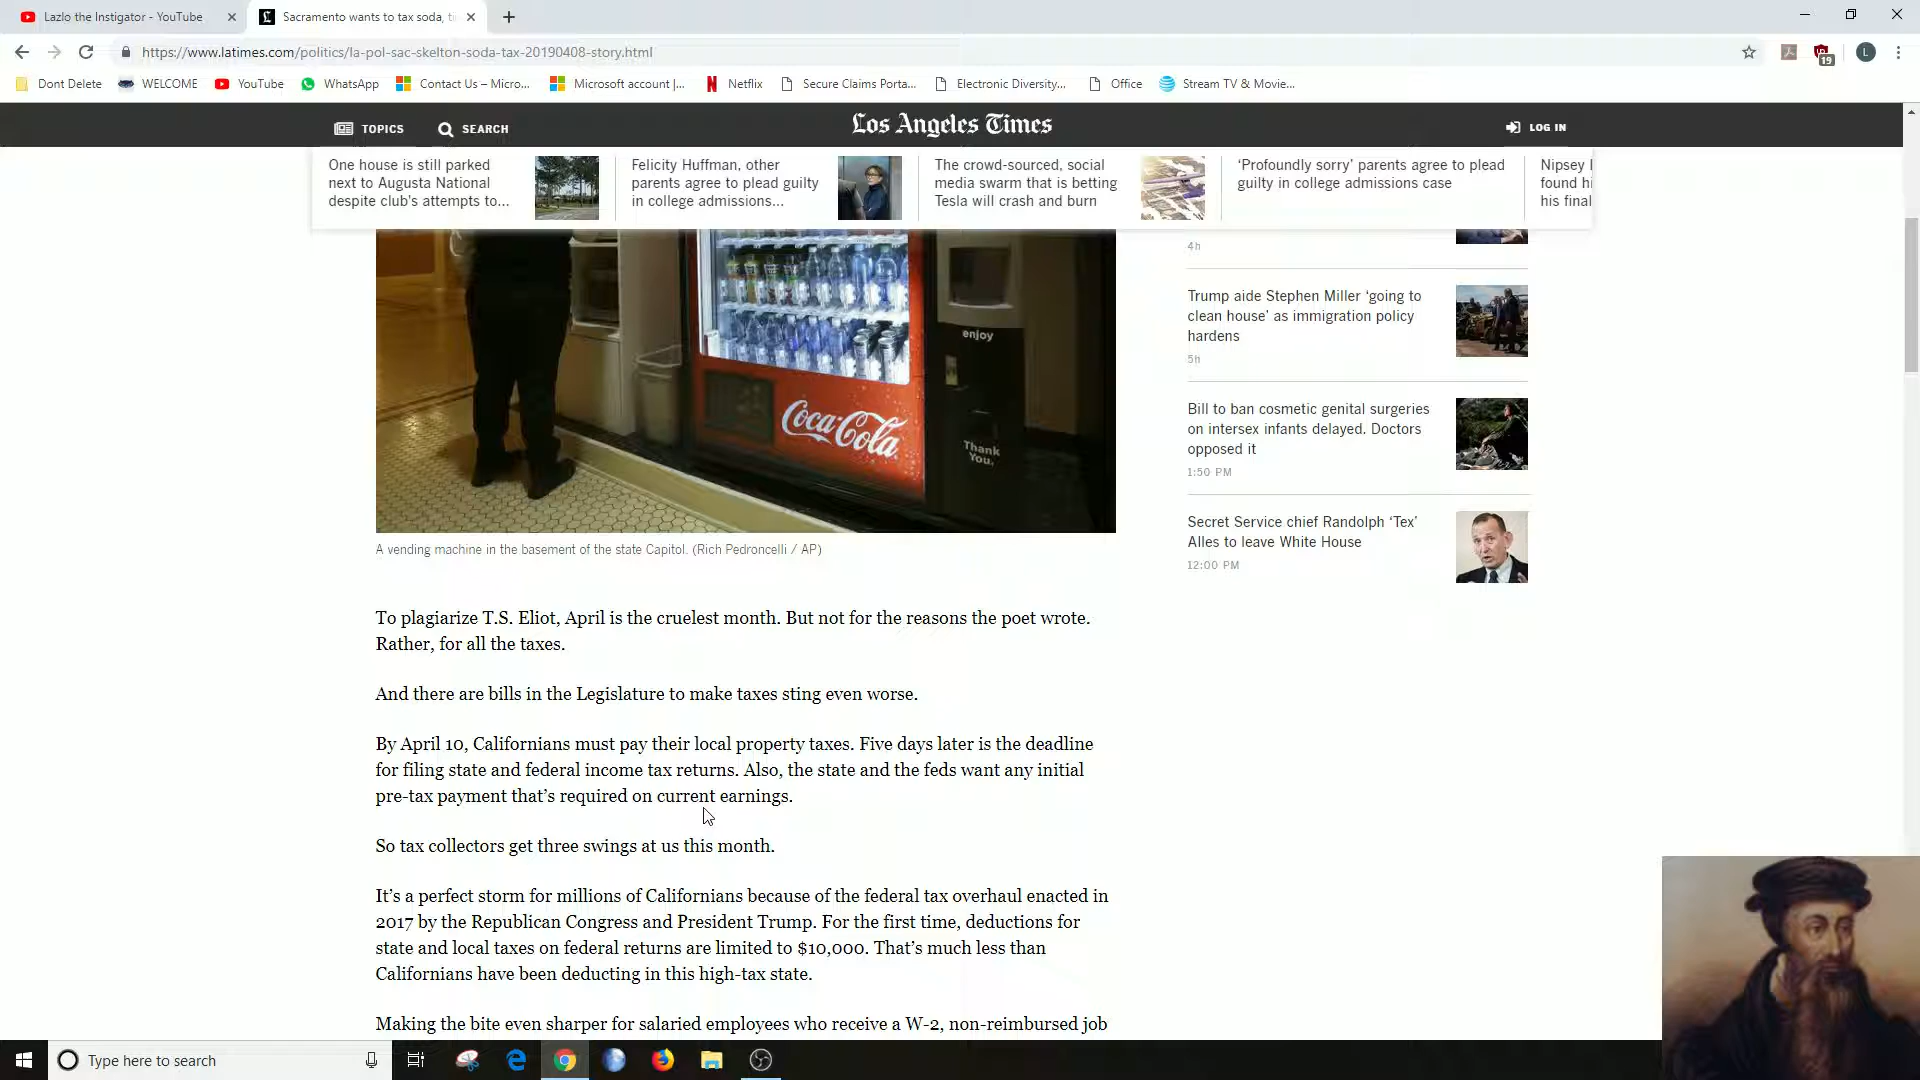 Lazlo the Instigator - YouTube
Sacramento wants to tax soda, ti
https://www.latimes.com/politics/la-pol-sac-skelton-soda-tax-20190408-story.html
19
L
Dont Delete
WELCOME
YouTube
WhatsApp
Contact Us – Micro...
Microsoft account |...
Netflix
Secure Claims Porta...
Electronic Diversity...
Office
Stream TV & Movie...
TOPICS
SEARCH
Los Angeles Times
LOG IN
One house is still parked
next to Augusta National
despite club's attempts to...
Felicity Huffman, other
parents agree to plead guilty
in college admissions...
The crowd-sourced, social
media swarm that is betting
Tesla will crash and burn
‘Profoundly sorry’ parents agree to plead
guilty in college admissions case
Nipsey
found hi
his final
enjoy
Coca-Cola
Thank
You.
A vending machine in the basement of the state Capitol. (Rich Pedroncelli / AP)
4h
Trump aide Stephen Miller ‘going to
clean house’ as immigration policy
hardens
5h
Bill to ban cosmetic genital surgeries
on intersex infants delayed. Doctors
opposed it
1:50 PM
Secret Service chief Randolph ‘Tex’
Alles to leave White House
12:00 PM
To plagiarize T.S. Eliot, April is the cruelest month. But not for the reasons the poet wrote.
Rather, for all the taxes.
And there are bills in the Legislature to make taxes sting even worse.
By April 10, Californians must pay their local property taxes. Five days later is the deadline
for filing state and federal income tax returns. Also, the state and the feds want any initial
pre-tax payment that’s required on current earnings.
So tax collectors get three swings at us this month.
It’s a perfect storm for millions of Californians because of the federal tax overhaul enacted in
2017 by the Republican Congress and President Trump. For the first time, deductions for
state and local taxes on federal returns are limited to $10,000. That’s much less than
Californians have been deducting in this high-tax state.
Making the bite even sharper for salaried employees who receive a W-2, non-reimbursed job
Type here to search